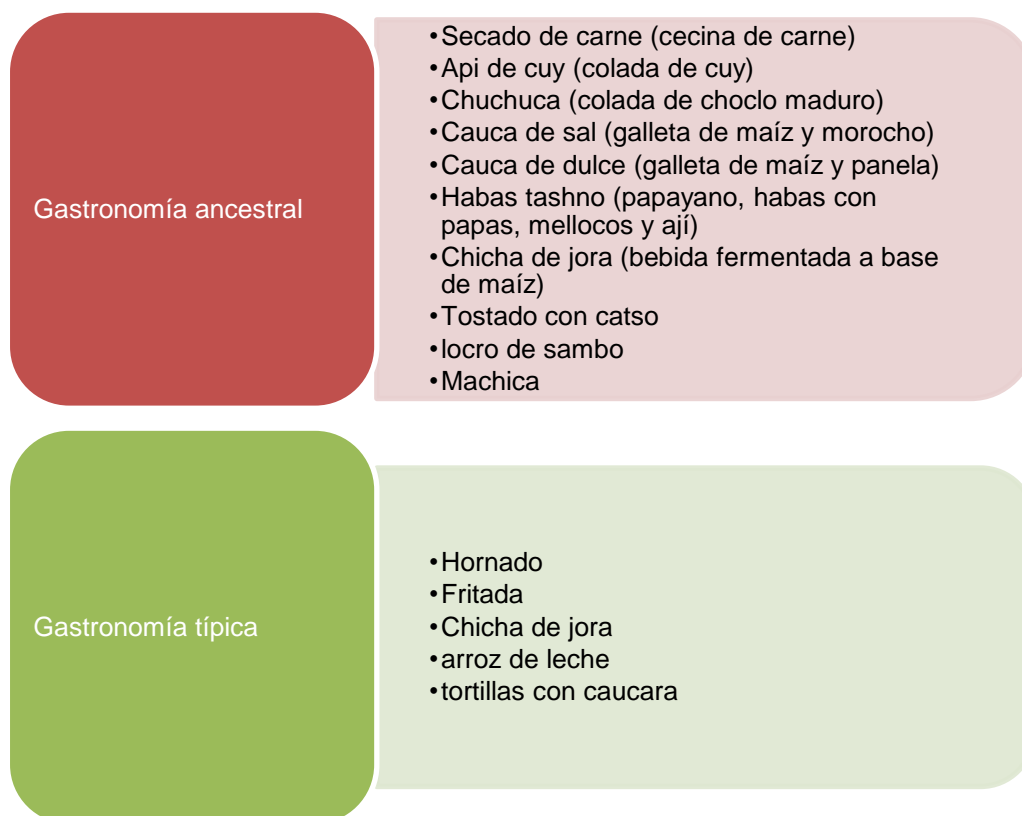 Gastronomía ancestral
•Secado de carne (cecina de carne)
•Api de cuy (colada de cuy)
•Chuchuca (colada de choclo maduro)
•Cauca de sal (galleta de maíz y morocho)
•Cauca de dulce (galleta de maíz y panela)
•Habas tashno (papayano, habas con
papas, mellocos y ají)
•Chicha de jora (bebida fermentada a base
de maíz)
•Tostado con catso
•locro de sambo
•Machica
Gastronomía típica
•Hornado
•Fritada
•Chicha de jora
•arroz de leche
•tortillas con caucara